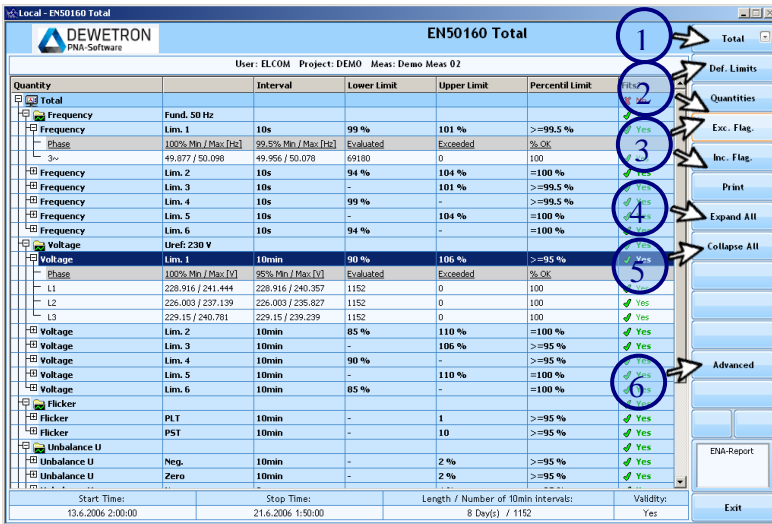 Local - EN50160 Total
DEWETRON
PNA-Software
EN50160 Total
User: ELCOM Project: DEMO Meas: Demo Meas 02
Quantity Interval Lower Limit Upper Limit Percentil Limit Fits
Total
Frequency Fund. 50 Hz
Frequency Lim. 1 10s 99 % 101 % >=99.5 % Yes
Phase 100% Min / Max [Hz] 99.5% Min / Max [Hz] Evaluated Exceeded % OK
3~ 49.877 / 50.098 49.956 / 50.078 69180 0 100
Frequency Lim. 2 10s 94 % 104 % =100 % Yes
Frequency Lim. 3 10s - 101 % >=99.5 % Yes
Frequency Lim. 4 10s 99 % - >=99.5 % Yes
Frequency Lim. 5 10s - 104 % =100 % Yes
Frequency Lim. 6 10s 94 % - =100 % Yes
Voltage Uref: 230 V
Voltage Lim. 1 10min 90 % 106 % >=95 % Yes
Phase 100% Min / Max [V] 95% Min / Max [V] Evaluated Exceeded % OK
L1 228.916 / 241.444 228.916 / 240.357 1152 0 100 Yes
L2 226.003 / 237.139 226.003 / 235.827 1152 0 100 Yes
L3 229.15 / 240.781 229.15 / 239.239 1152 0 100 Yes
Voltage Lim. 2 10min 85 % 110 % =100 % Yes
Voltage Lim. 3 10min - 106 % >=95 % Yes
Voltage Lim. 4 10min 90 % - >=95 % Yes
Voltage Lim. 5 10min - 110 % =100 % Yes
Voltage Lim. 6 10min 85 % - =100 % Yes
Flicker Yes
Flicker PLT 10min - 1 >=95 % Yes
Flicker PST 10min - 10 >=95 % Yes
Unbalance U Yes
Unbalance U Neg. 10min - 2 % >=95 % Yes
Unbalance U Zero 10min - 2 % >=95 % Yes
Start Time: Stop Time: Length / Number of 10min intervals: Validity:
13.6.2006 2:00:00 21.6.2006 1:50:00 8 Day(s) / 1152 Yes
1
2
3
4
5
6
Total
Def. Limits
Quantities
Exc. Flag.
Inc. Flag.
Print
Expand All
Collapse All
Advanced
ENA-Report
Exit